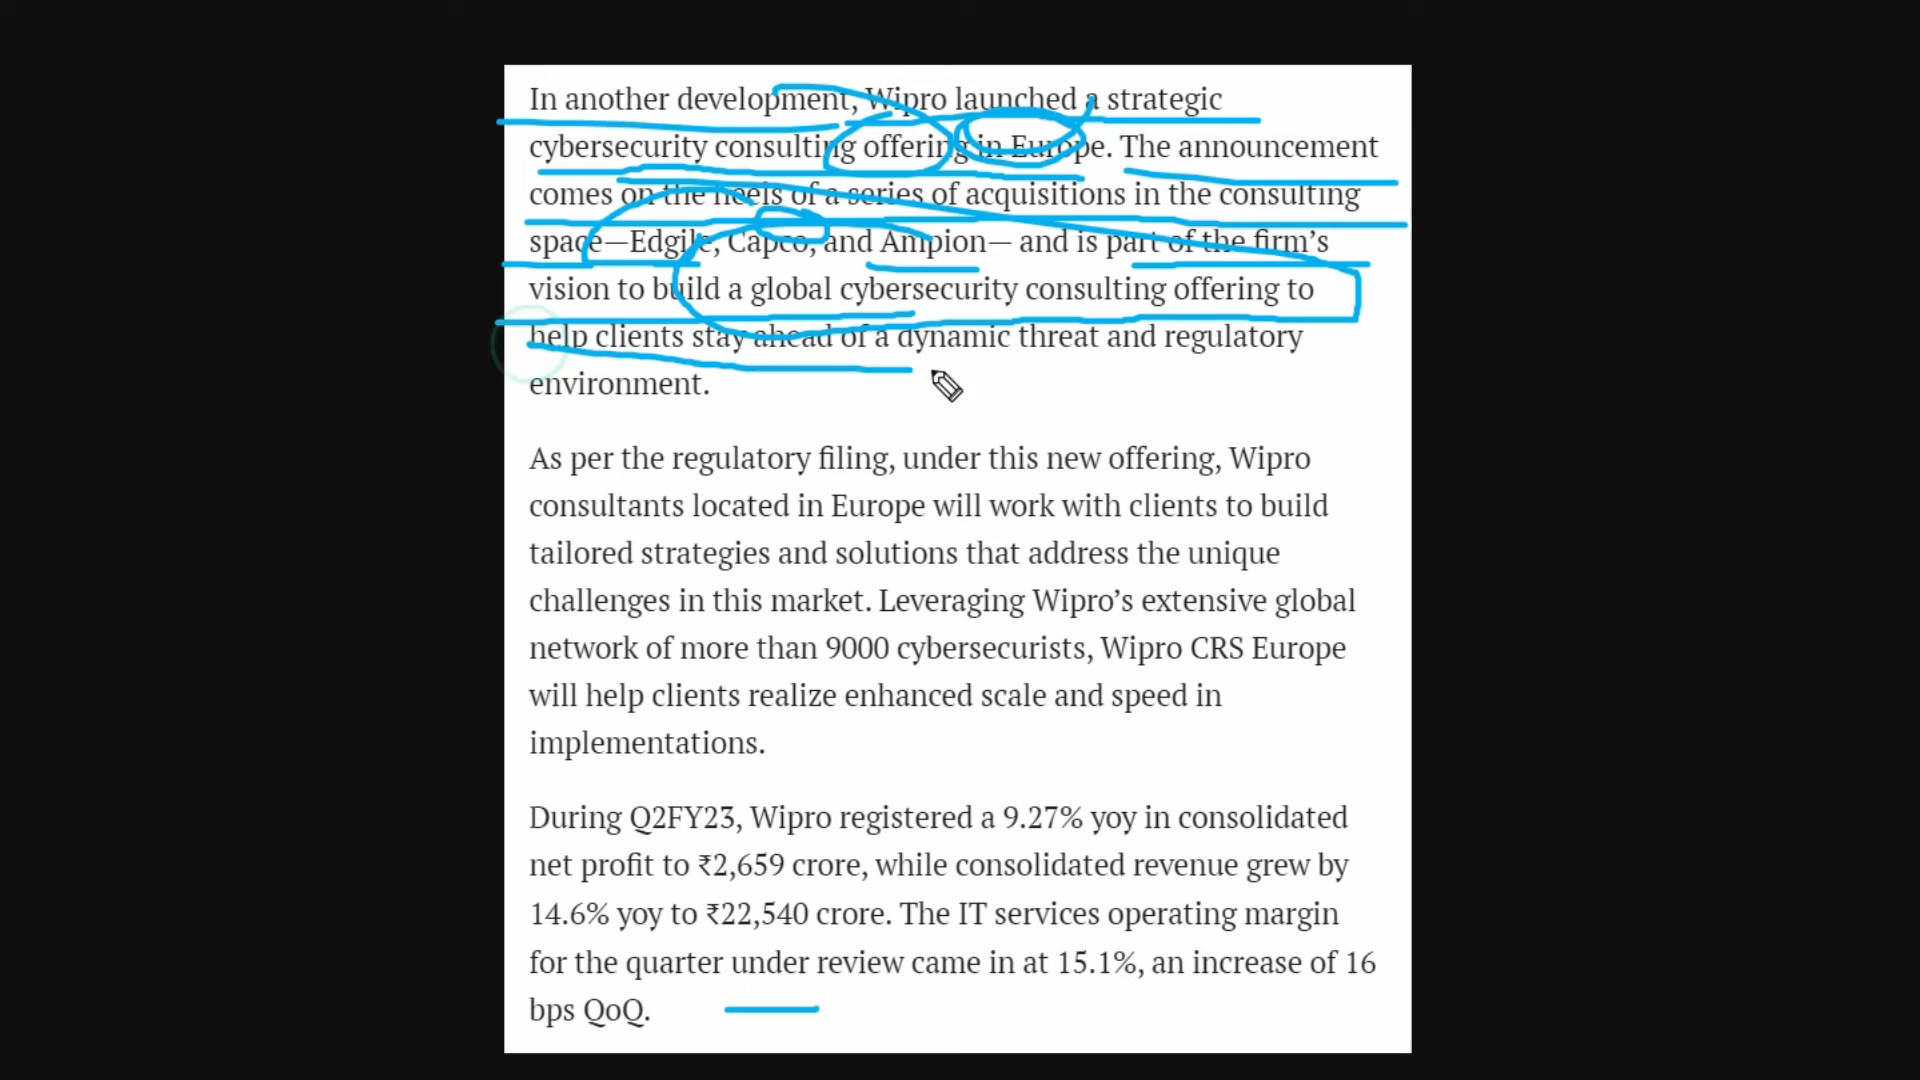 In another development, Wipro launched a strategic
cybersecurity consulting offering in Europe. The announcement
comes on the heels of a series of acquisitions in the consulting
space—Edgile, Capco, and Ampion— and is part of the firm’s
vision to build a global cybersecurity consulting offering to
help clients stay ahead of a dynamic threat and regulatory
environment.
As per the regulatory filing, under this new offering, Wipro
consultants located in Europe will work with clients to build
tailored strategies and solutions that address the unique
challenges in this market. Leveraging Wipro’s extensive global
network of more than 9000 cybersecurists, Wipro CRS Europe
will help clients realize enhanced scale and speed in
implementations.
During Q2FY23, Wipro registered a 9.27% yoy in consolidated
net profit to ₹2,659 crore, while consolidated revenue grew by
14.6% yoy to ₹22,540 crore. The IT services operating margin
for the quarter under review came in at 15.1%, an increase of 16
bps QoQ.